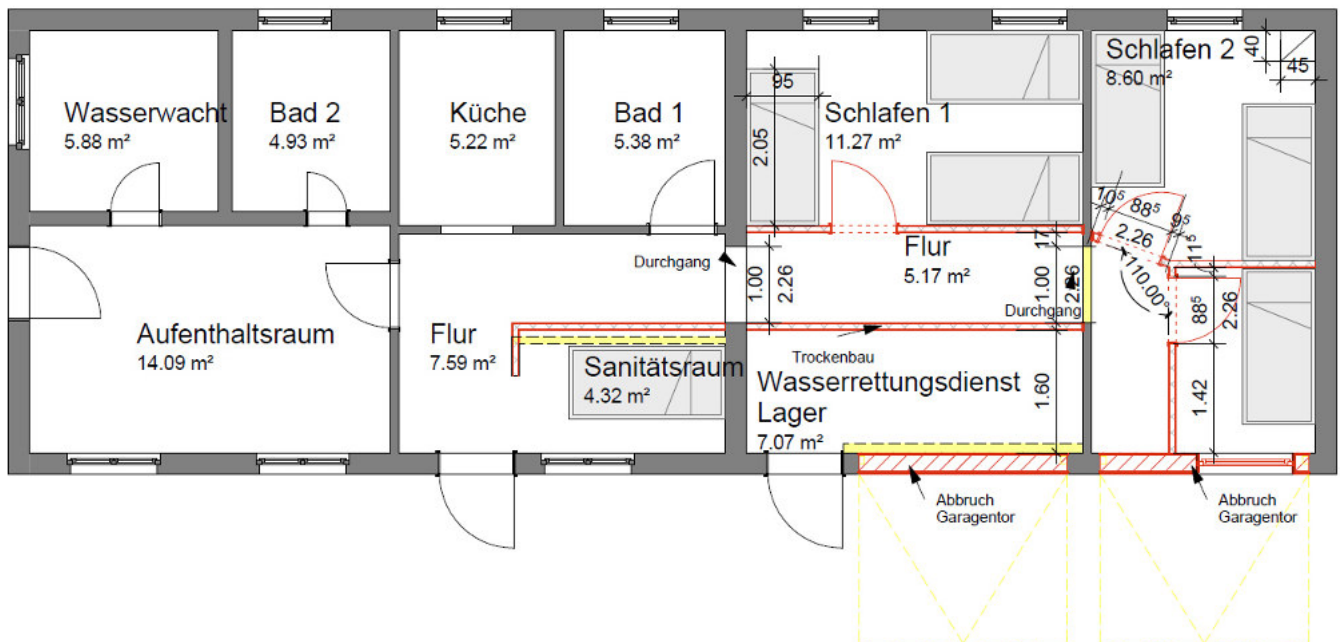 Wasserwacht
5.88 m²
Bad 2
4.93 m²
Küche
5.22 m²
Bad 1
5.38 m²
95
2.05
Schlafen 1
11.27 m²
Schlafen 2
8.60 m²
40
45
10⁵
88⁵
9⁵
2.26
11⁵
110.00°
88⁵
2.26
1.42
Durchgang
1.00
2.26
Flur
5.17 m²
17
1.00
2.26
Durchgang
Aufenthaltsraum
14.09 m²
Flur
7.59 m²
Sanitätsraum
4.32 m²
Trockenbau
Wasserrettungsdienst
Lager
7.07 m²
1.60
Abbruch
Garagentor
Abbruch
Garagentor